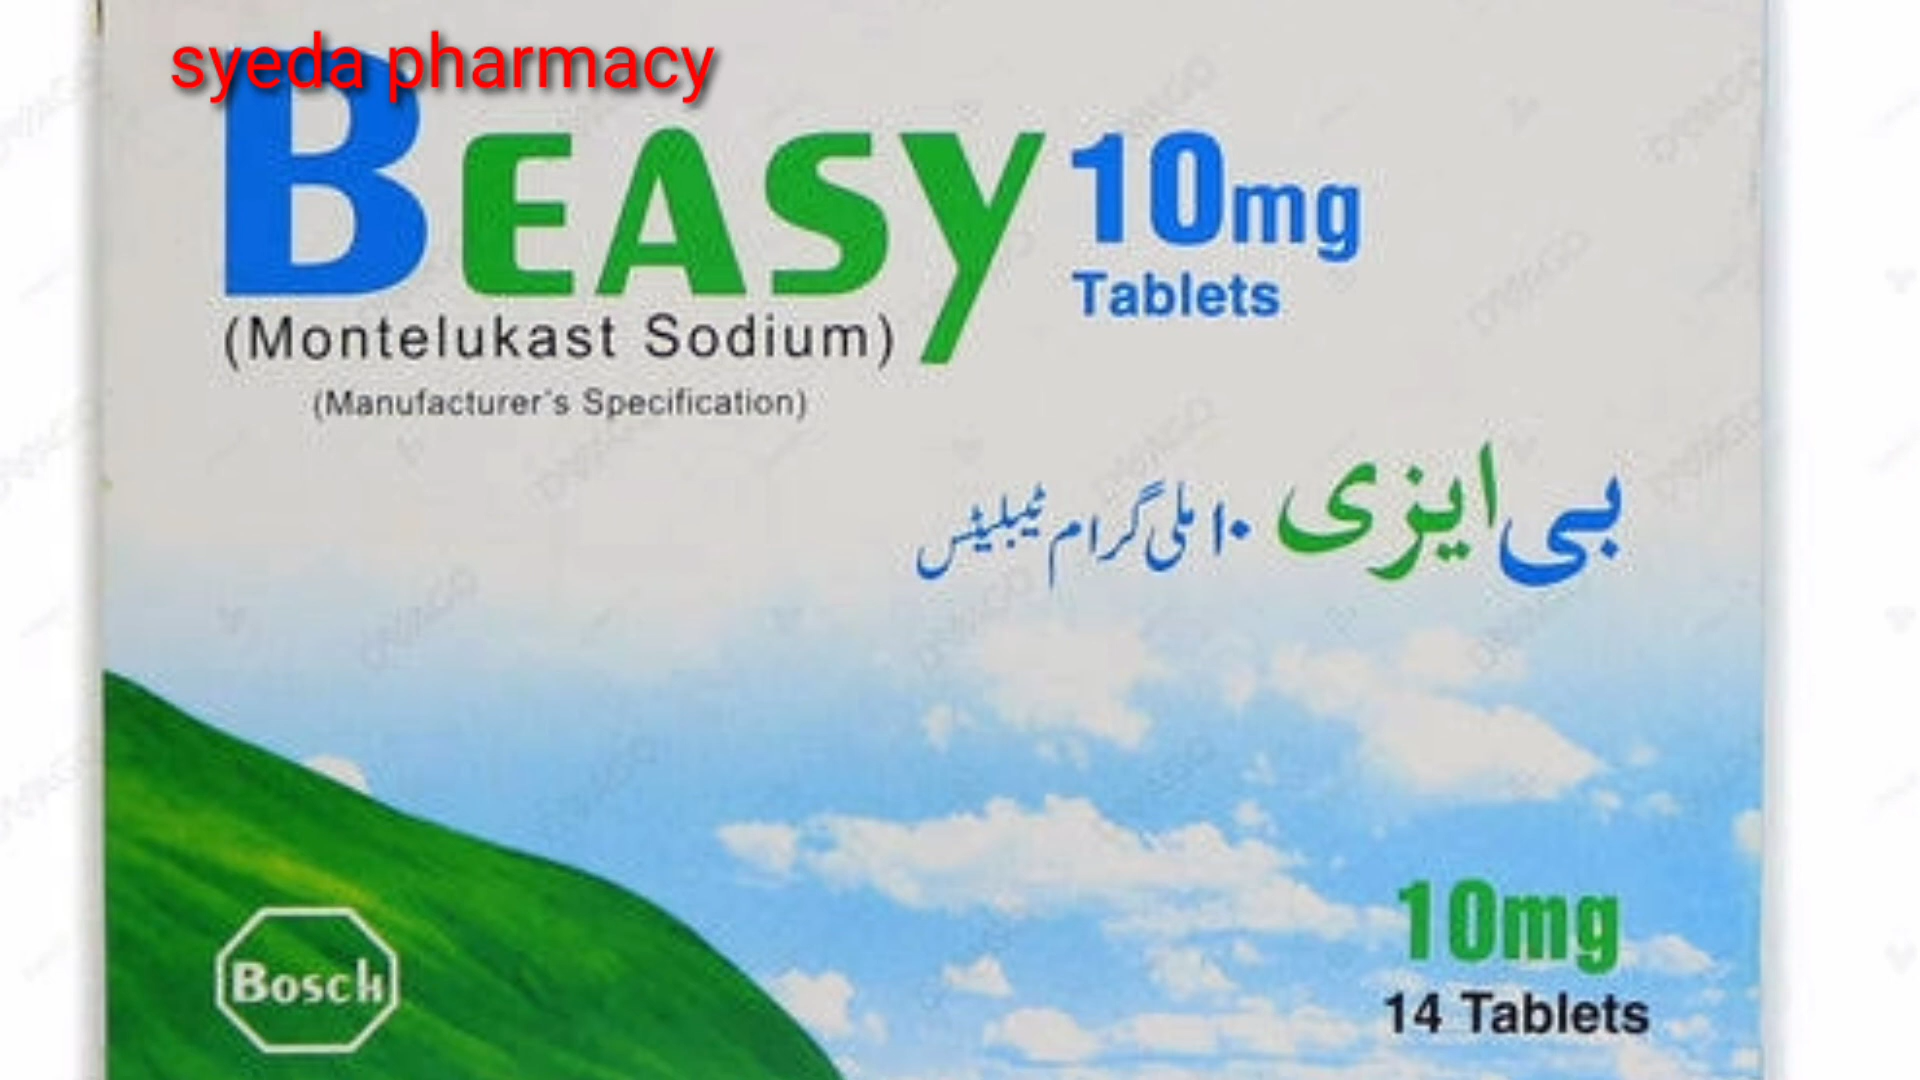 syeda pharmacy
BEASY 10mg
Tablets
(Montelukast Sodium)
(Manufacturer's Specification)
بی ایزی ۱۰ ملی گرام ٹیبلیٹس
10mg
14 Tablets
Bosch